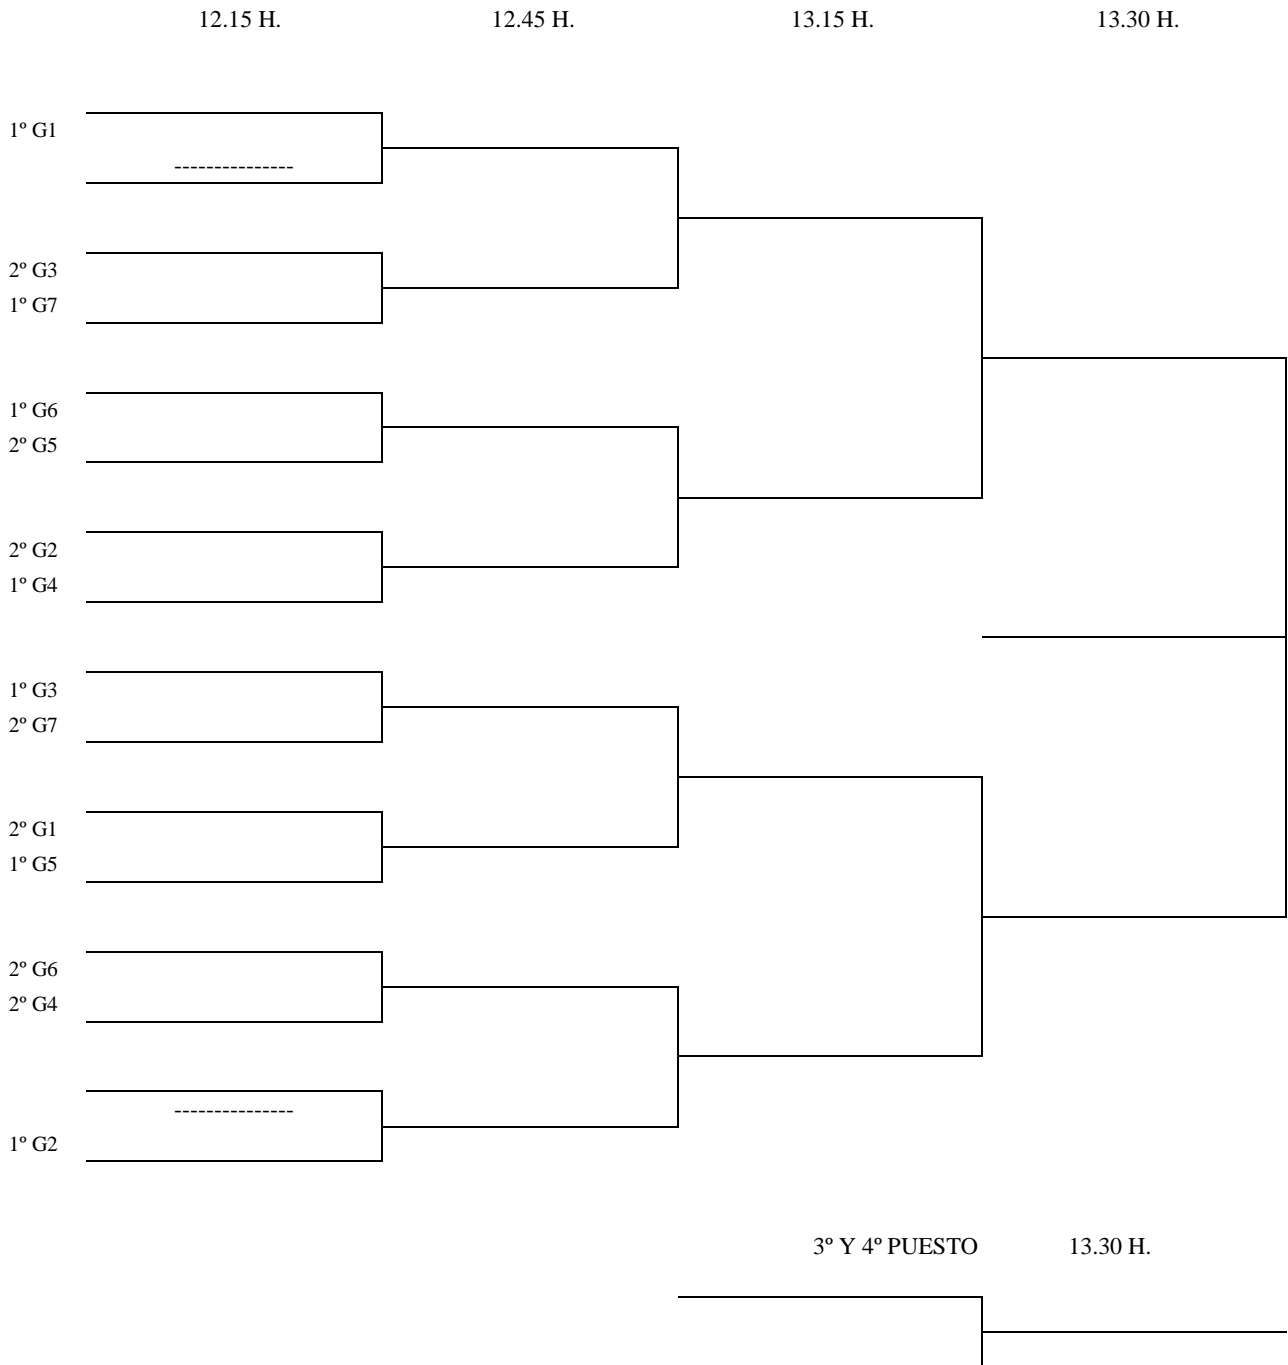 12.15 H. 12.45 H. 13.15 H. 13.30 H.
1º G1
---------------
2º G3
1º G7
1º G6
2º G5
2º G2
1º G4
1º G3
2º G7
2º G1
1º G5
2º G6
2º G4
---------------
1º G2
3º Y 4º PUESTO 13.30 H.